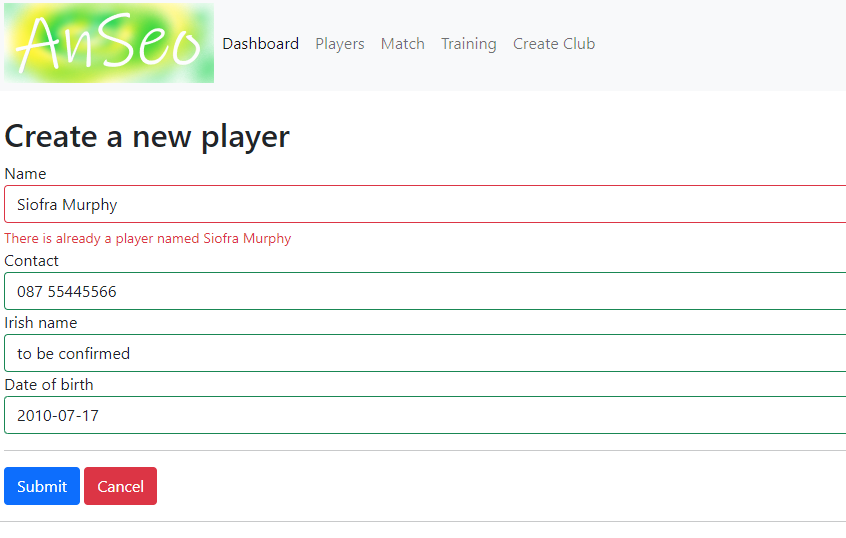 AnSeo
Dashboard Players Match Training Create Club
Create a new player
Name
Siofra Murphy
There is already a player named Siofra Murphy
Contact
087 55445566
Irish name
to be confirmed
Date of birth
2010-07-17
Submit Cancel